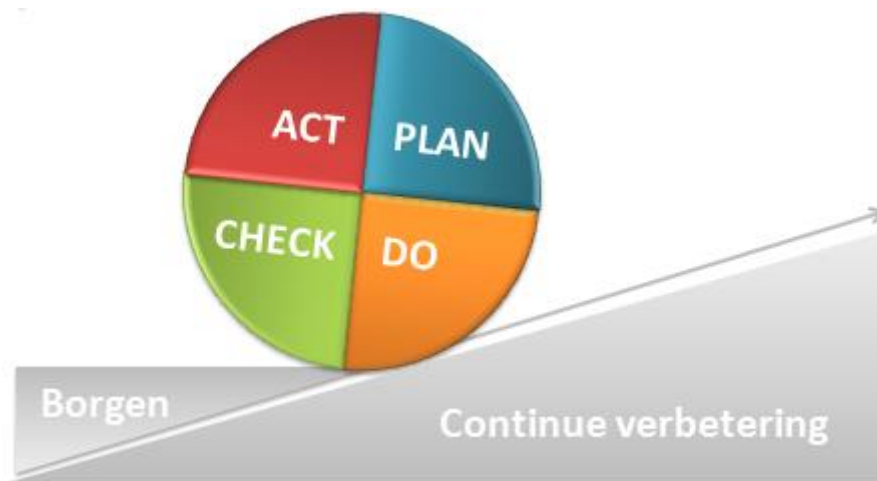 ACT
PLAN
CHECK
DO
Borgen
Continue verbetering